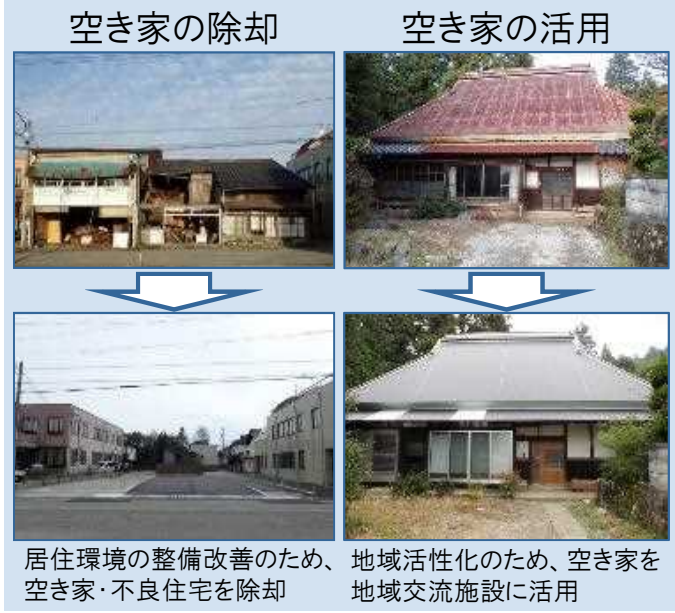 空き家の除却
空き家の活用
居住環境の整備改善のため、
空き家・不良住宅を除却
地域活性化のため、空き家を
地域交流施設に活用